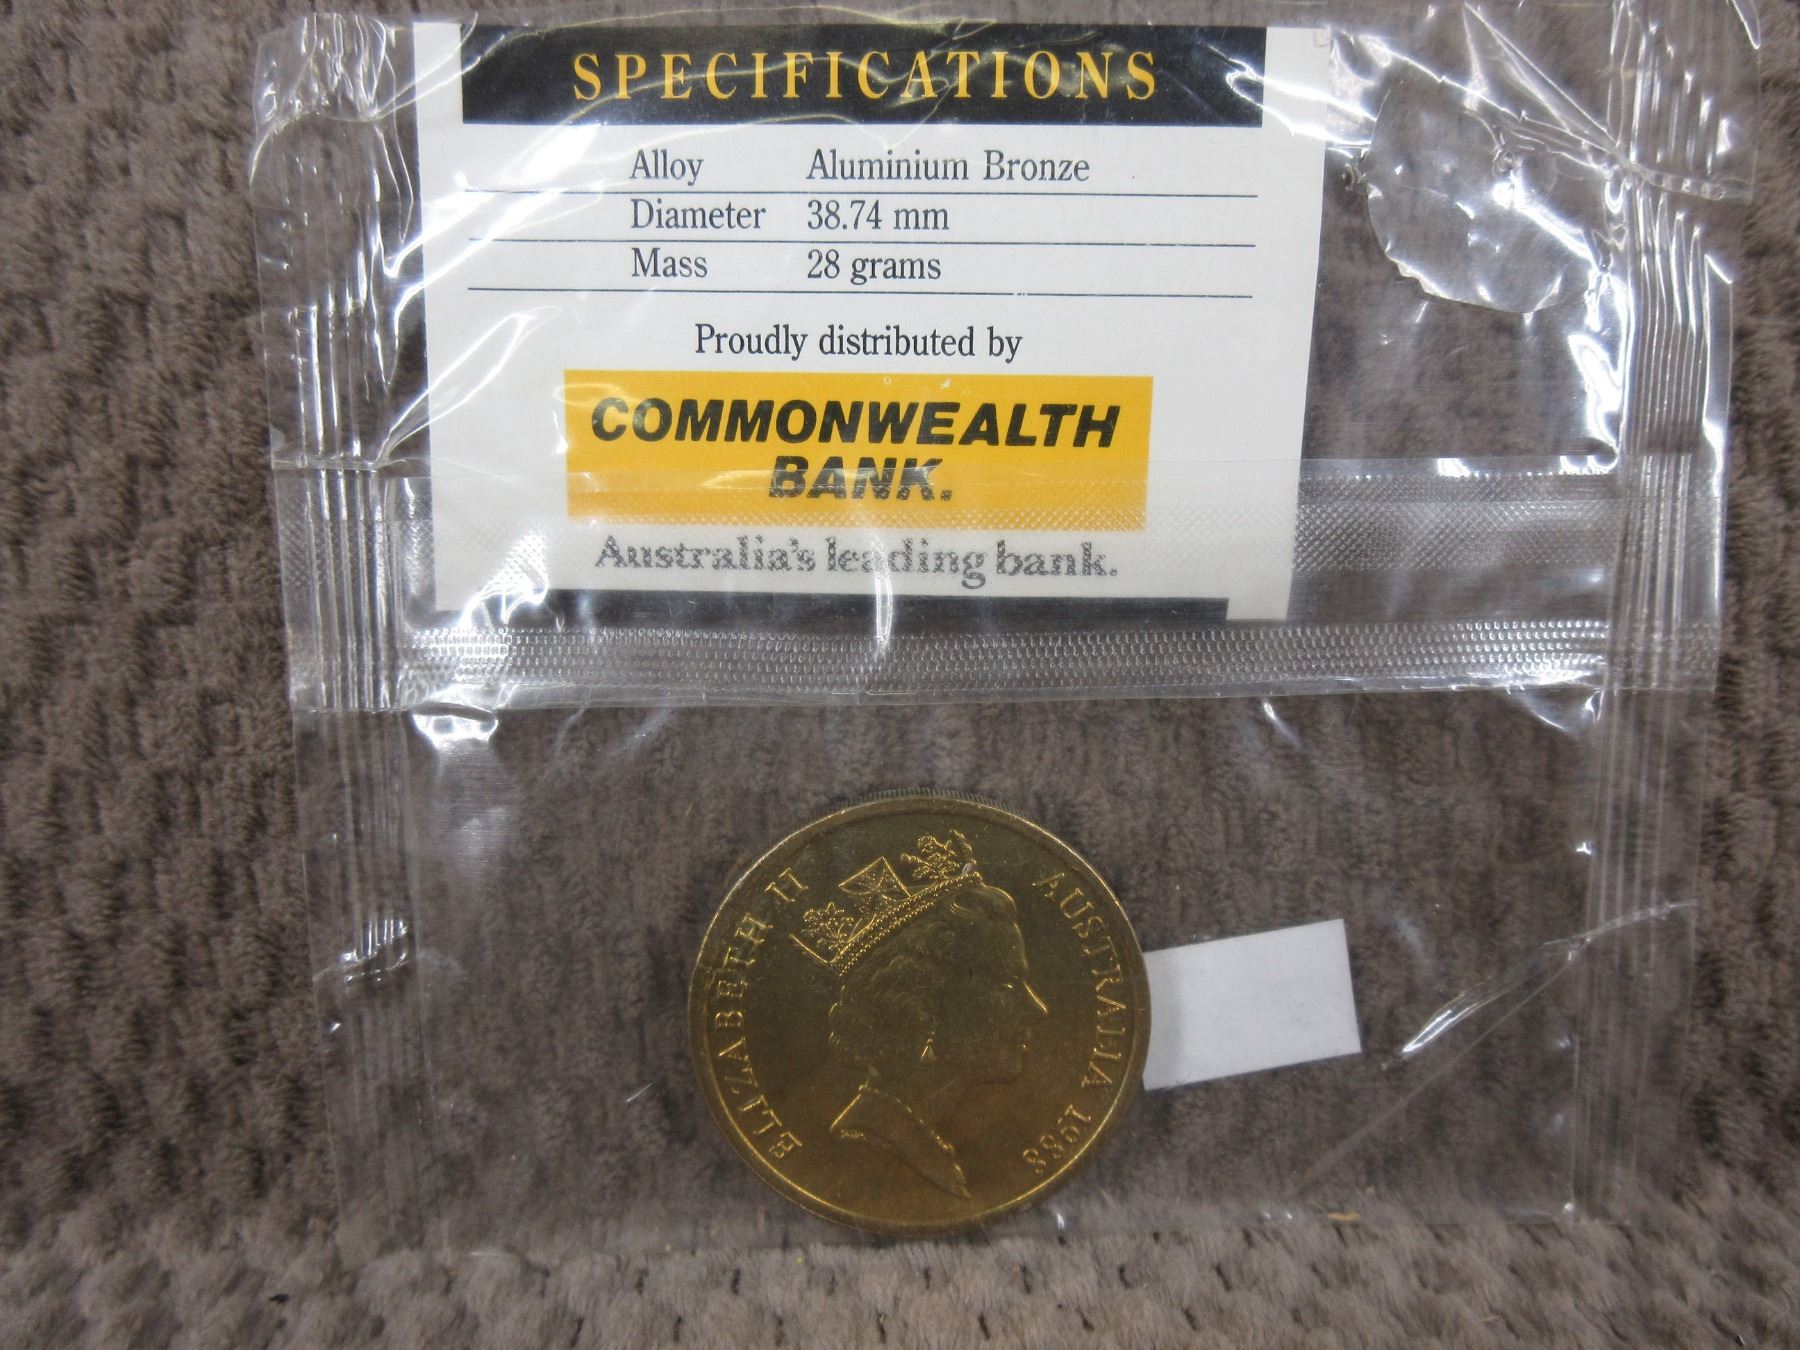 SPECIFICATIONS
Alloy Aluminium Bronze
Diameter 38.74 mm
Mass 28 grams
Proudly distributed by
COMMONWEALTH
BANK.
Australia's leading bank.
ELIZABETH II
AUSTRALIA 1988